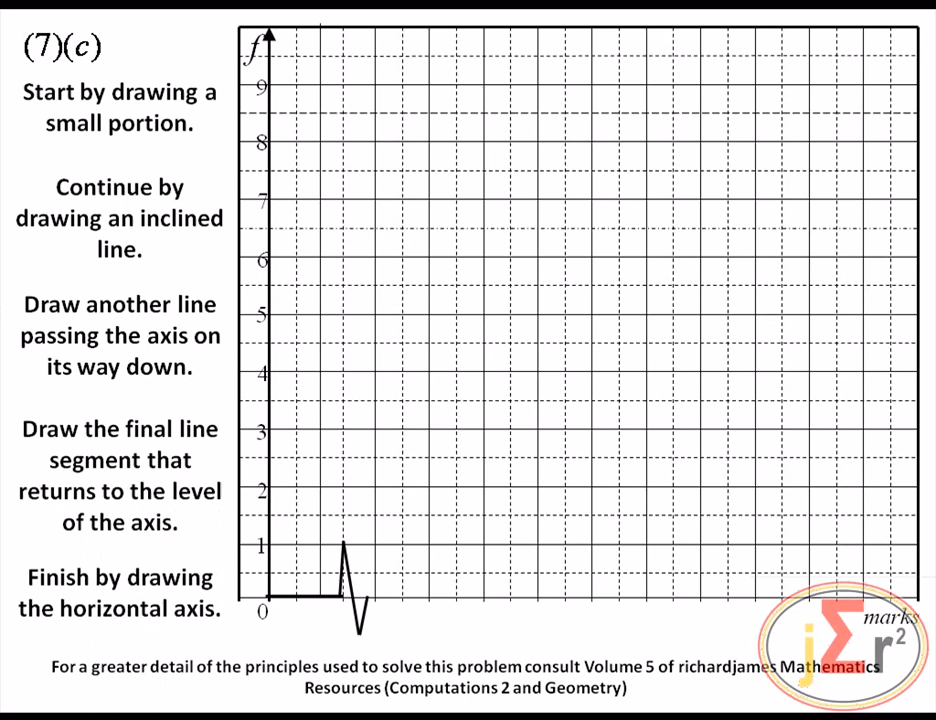 (7)(c)
Start by drawing a
small portion.
Continue by
drawing an inclined
line.
Draw another line
passing the axis on
its way down.
Draw the final line
segment that
returns to the level
of the axis.
Finish by drawing
the horizontal axis.
f
9
8
7
6
5
4
3
2
1
0
marks
jΣr²
For a greater detail of the principles used to solve this problem consult Volume 5 of richardjames Mathematics
Resources (Computations 2 and Geometry)